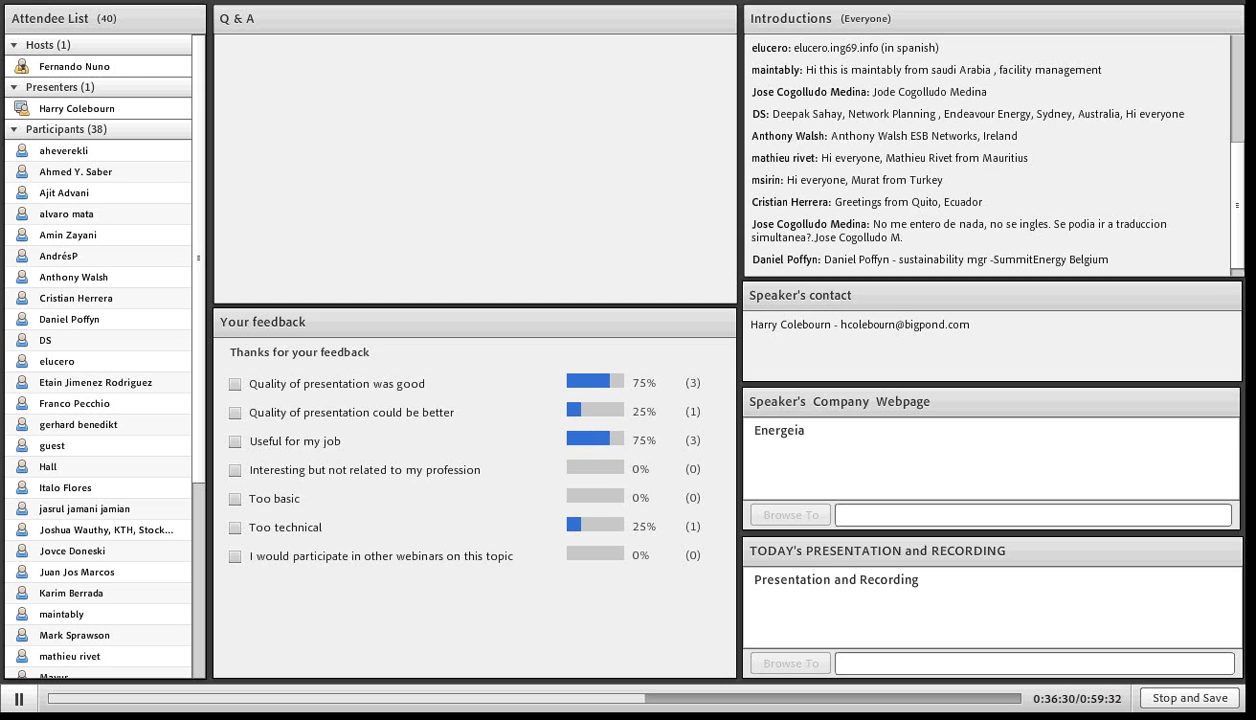 Attendee List (40)
Hosts (1)
Fernando Nuno
Presenters (1)
Harry Colebourn
Participants (38)
aheverekli
Ahmed Y. Saber
Ajit Advani
alvaro mata
Amin Zayani
AndrésP
Anthony Walsh
Cristian Herrera
Daniel Poffyn
DS
elucero
Etain Jimenez Rodriguez
Franco Pecchio
gerhard benedikt
guest
Hall
Italo Flores
jasrul jamani jamian
Joshua Wauthy, KTH, Stock...
Jovce Doneski
Juan Jos Marcos
Karim Berrada
maintably
Mark Sprawson
mathieu rivet
Q & A
Your feedback
Thanks for your feedback
Quality of presentation was good 75% (3)
Quality of presentation could be better 25% (1)
Useful for my job 75% (3)
Interesting but not related to my profession 0% (0)
Too basic 0% (0)
Too technical 25% (1)
I would participate in other webinars on this topic 0% (0)
Introductions (Everyone)
elucero: elucero.ing69.info (in spanish)
maintably: Hi this is maintably from saudi Arabia , facility management
Jose Cogolludo Medina: Jode Cogolludo Medina
DS: Deepak Sahay, Network Planning , Endeavour Energy, Sydney, Australia, Hi everyone
Anthony Walsh: Anthony Walsh ESB Networks, Ireland
mathieu rivet: Hi everyone, Mathieu Rivet from Mauritius
msirin: Hi everyone, Murat from Turkey
Cristian Herrera: Greetings from Quito, Ecuador
Jose Cogolludo Medina: No me entero de nada, no se ingles. Se podia ir a traduccion
simultanea?.Jose Cogolludo M.
Daniel Poffyn: Daniel Poffyn - sustainability mgr -SummitEnergy Belgium
Speaker's contact
Harry Colebourn - hcolebourn@bigpond.com
Speaker's Company Webpage
Energeia
Browse To
TODAY's PRESENTATION and RECORDING
Presentation and Recording
Browse To
0:36:30/0:59:32
Stop and Save